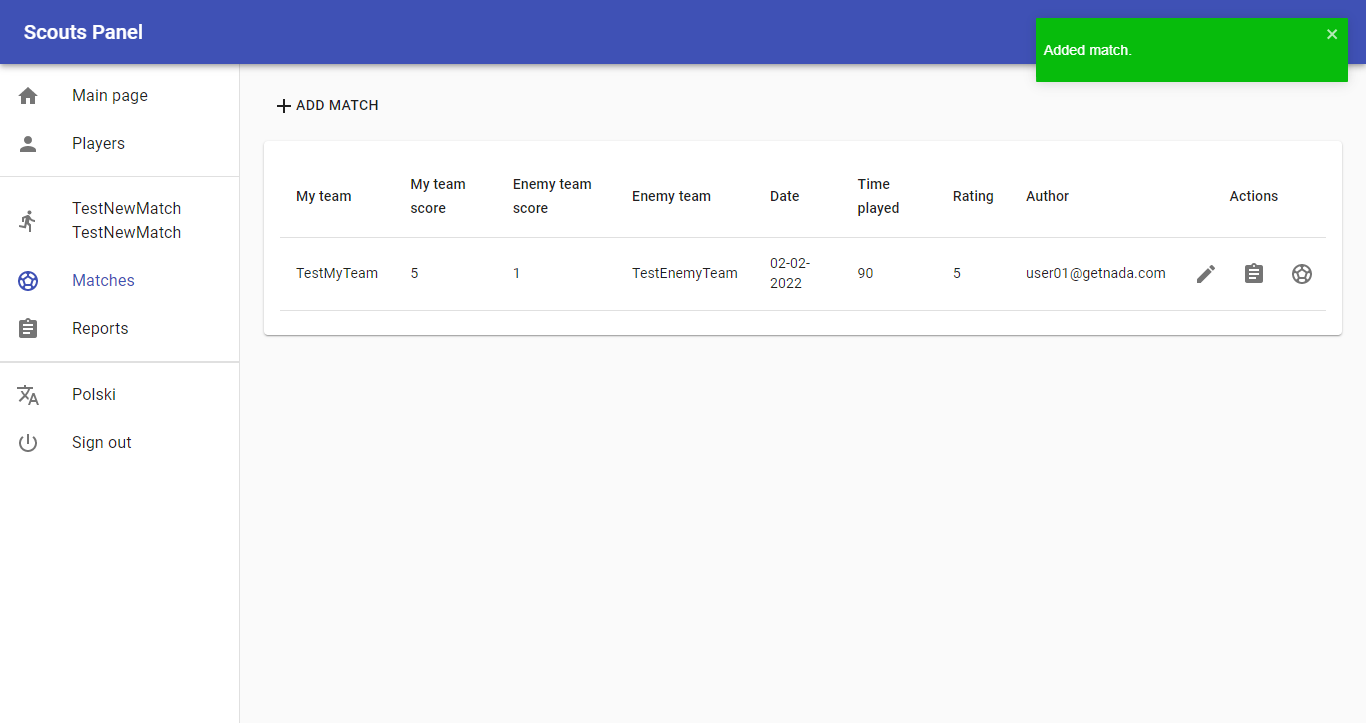 Scouts Panel
Added match.
Main page
Players
TestNewMatch
TestNewMatch
Matches
Reports
Polski
Sign out
ADD MATCH
My team
My team
score
Enemy team
score
Enemy team
Date
Time
played
Rating
Author
Actions
TestMyTeam
5
1
TestEnemyTeam
02-02-
2022
90
5
user01@getnada.com